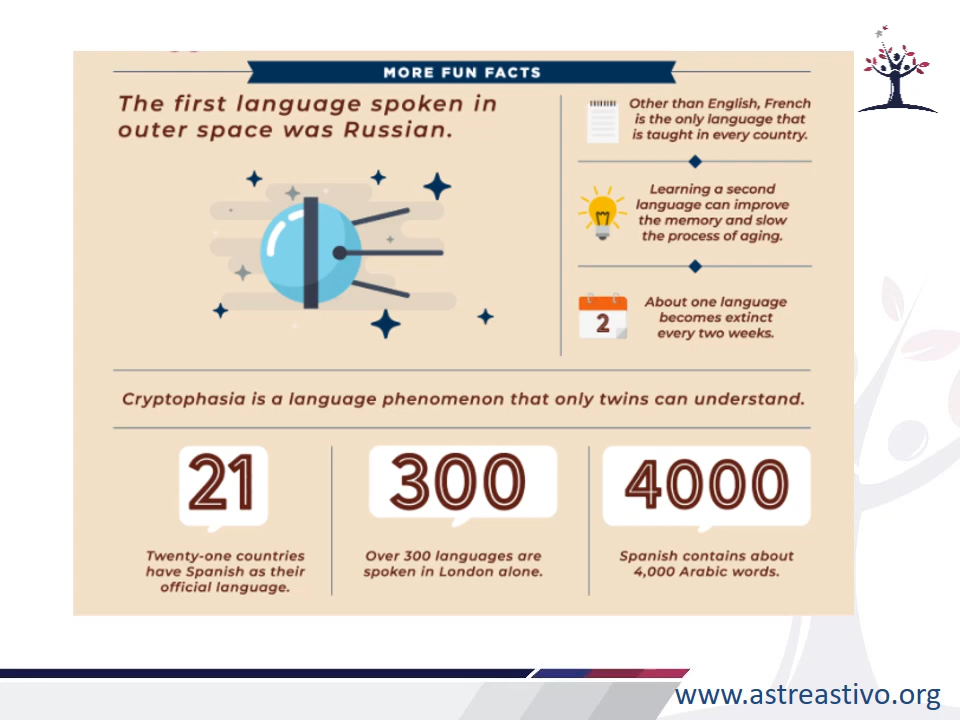 MORE FUN FACTS
The first language spoken in
outer space was Russian.
Other than English, French
is the only language that
is taught in every country.
Learning a second
language can improve
the memory and slow
the process of aging.
2
About one language
becomes extinct
every two weeks.
Cryptophasia is a language phenomenon that only twins can understand.
21
Twenty-one countries
have Spanish as their
official language.
300
Over 300 languages are
spoken in London alone.
4000
Spanish contains about
4,000 Arabic words.
www.astreastivo.org